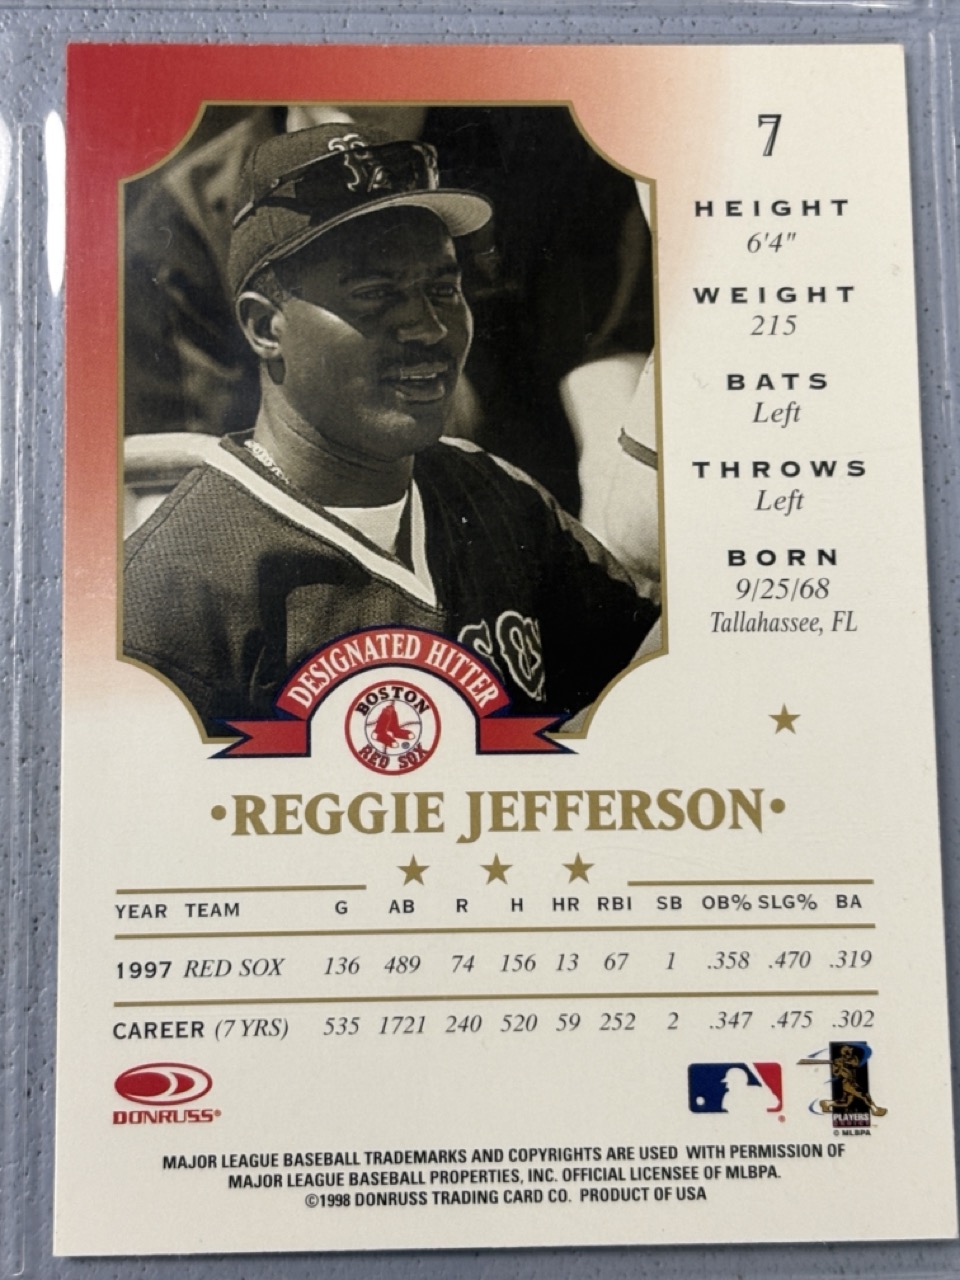 7
HEIGHT
6'4"
WEIGHT
215
BATS
Left
THROWS
Left
BORN
9/25/68
Tallahassee, FL
SOX
DESIGNATED HITTER
BOSTON
RED SOX
•REGGIE JEFFERSON•
YEAR TEAM G AB R H HR RBI SB OB% SLG% BA
1997 RED SOX 136 489 74 156 13 67 1 .358 .470 .319
CAREER (7 YRS) 535 1721 240 520 59 252 2 .347 .475 .302
DONRUSS®
PLAYERS
© MLBPA
MAJOR LEAGUE BASEBALL TRADEMARKS AND COPYRIGHTS ARE USED WITH PERMISSION OF
MAJOR LEAGUE BASEBALL PROPERTIES, INC. OFFICIAL LICENSEE OF MLBPA.
©1998 DONRUSS TRADING CARD CO. PRODUCT OF USA